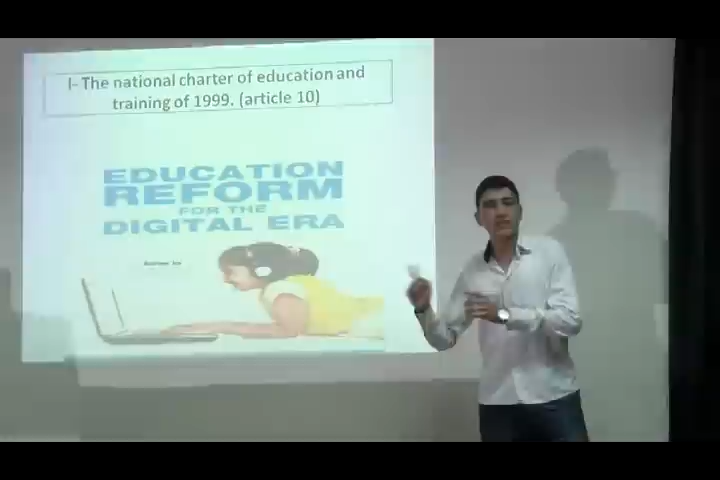 I- The national charter of education and
training of 1999. (article 10)
EDUCATION
REFORM
FOR THE
DIGITAL ERA